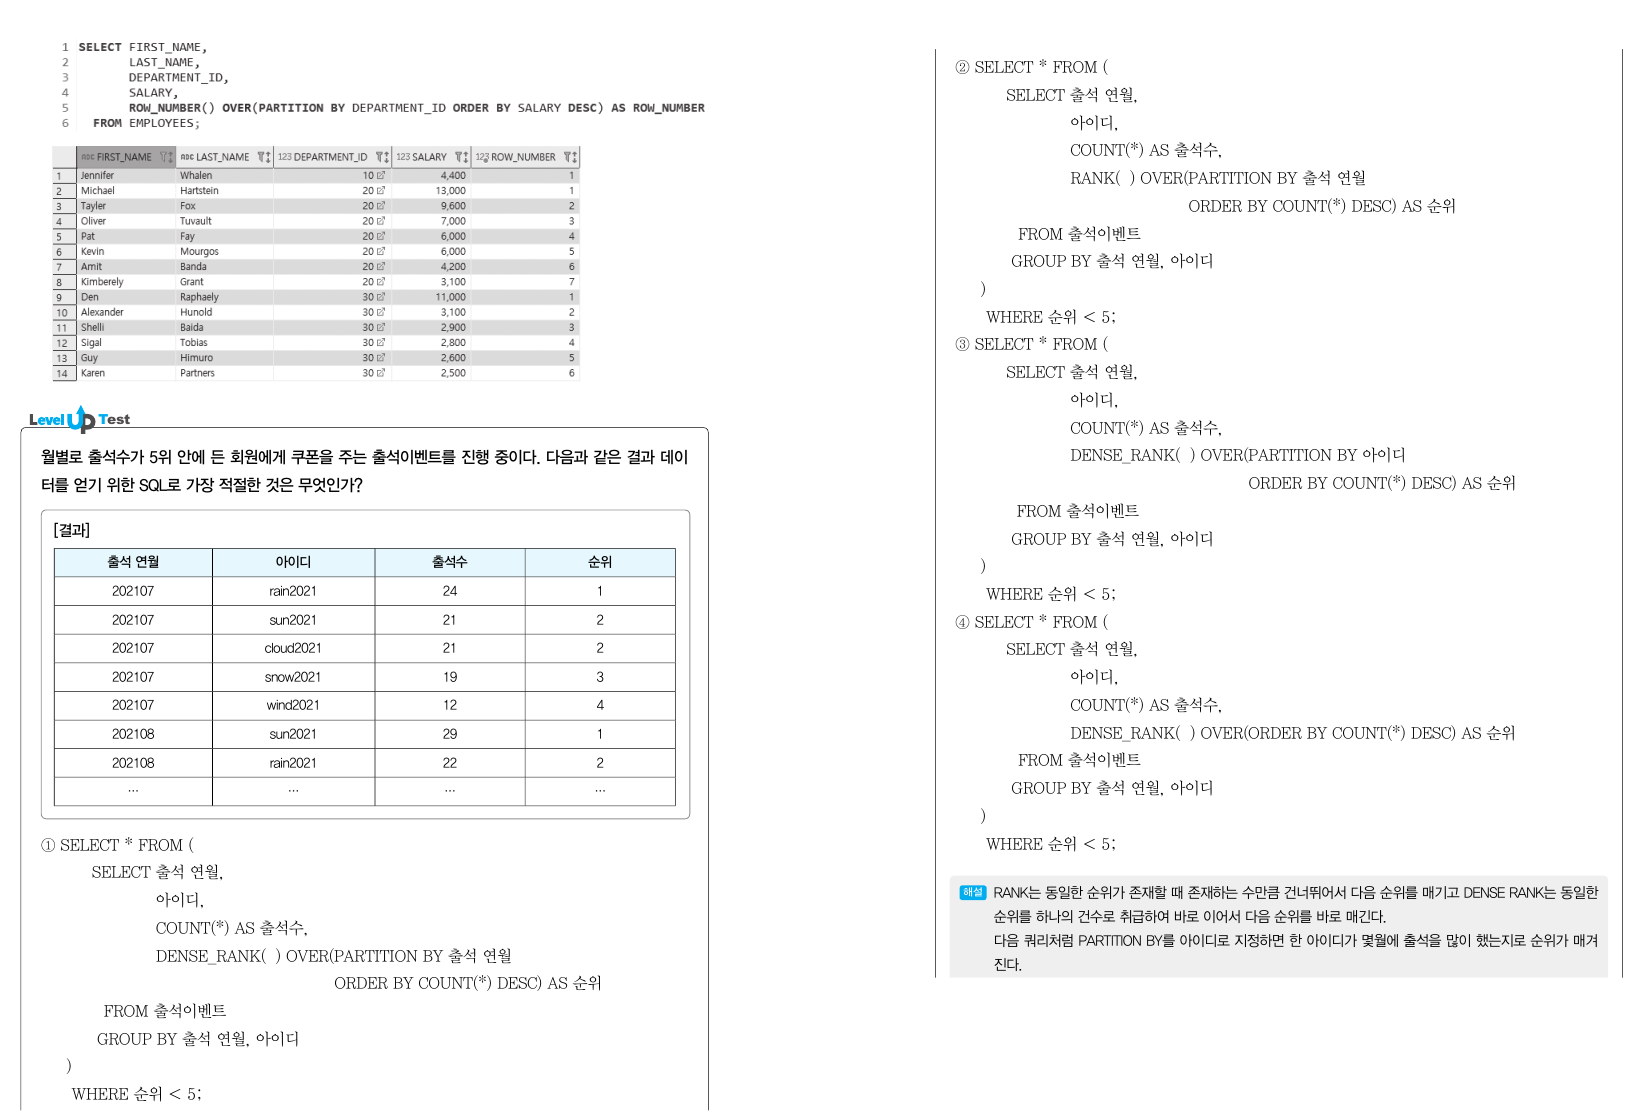 1 SELECT FIRST_NAME,
2 LAST_NAME,
3 DEPARTMENT_ID,
4 SALARY,
5 ROW_NUMBER() OVER(PARTITION BY DEPARTMENT_ID ORDER BY SALARY DESC) AS ROW_NUMBER
6 FROM EMPLOYEES;
ABC FIRST_NAME ABC LAST_NAME 123 DEPARTMENT_ID 123 SALARY 123 ROW_NUMBER
1 Jennifer Whalen 10 4,400 1
2 Michael Hartstein 20 13,000 1
3 Tayler Fox 20 9,600 2
4 Oliver Tuvault 20 7,000 3
5 Pat Fay 20 6,000 4
6 Kevin Mourgos 20 6,000 5
7 Amit Banda 20 4,200 6
8 Kimberely Grant 20 3,100 7
9 Den Raphaely 30 11,000 1
10 Alexander Hunold 30 3,100 2
11 Shelli Baida 30 2,900 3
12 Sigal Tobias 30 2,800 4
13 Guy Himuro 30 2,600 5
14 Karen Partners 30 2,500 6
Level Up Test
월별로 출석수가 5위 안에 든 회원에게 쿠폰을 주는 출석이벤트를 진행 중이다. 다음과 같은 결과 데이
터를 얻기 위한 SQL로 가장 적절한 것은 무엇인가?
[결과]
출석 연월 아이디 출석수 순위
202107 rain2021 24 1
202107 sun2021 21 2
202107 cloud2021 21 2
202107 snow2021 19 3
202107 wind2021 12 4
202108 sun2021 29 1
202108 rain2021 22 2
… … … …
① SELECT * FROM (
SELECT 출석 연월,
아이디,
COUNT(*) AS 출석수,
DENSE_RANK( ) OVER(PARTITION BY 출석 연월
ORDER BY COUNT(*) DESC) AS 순위
FROM 출석이벤트
GROUP BY 출석 연월, 아이디
)
WHERE 순위 < 5;
② SELECT * FROM (
SELECT 출석 연월,
아이디,
COUNT(*) AS 출석수,
RANK( ) OVER(PARTITION BY 출석 연월
ORDER BY COUNT(*) DESC) AS 순위
FROM 출석이벤트
GROUP BY 출석 연월, 아이디
)
WHERE 순위 < 5;
③ SELECT * FROM (
SELECT 출석 연월,
아이디,
COUNT(*) AS 출석수,
DENSE_RANK( ) OVER(PARTITION BY 아이디
ORDER BY COUNT(*) DESC) AS 순위
FROM 출석이벤트
GROUP BY 출석 연월, 아이디
)
WHERE 순위 < 5;
④ SELECT * FROM (
SELECT 출석 연월,
아이디,
COUNT(*) AS 출석수,
DENSE_RANK( ) OVER(ORDER BY COUNT(*) DESC) AS 순위
FROM 출석이벤트
GROUP BY 출석 연월, 아이디
)
WHERE 순위 < 5;
해설 RANK는 동일한 순위가 존재할 때 존재하는 수만큼 건너뛰어서 다음 순위를 매기고 DENSE RANK는 동일한
순위를 하나의 건수로 취급하여 바로 이어서 다음 순위를 바로 매긴다.
다음 쿼리처럼 PARTITION BY를 아이디로 지정하면 한 아이디가 몇월에 출석을 많이 했는지로 순위가 매겨
진다.